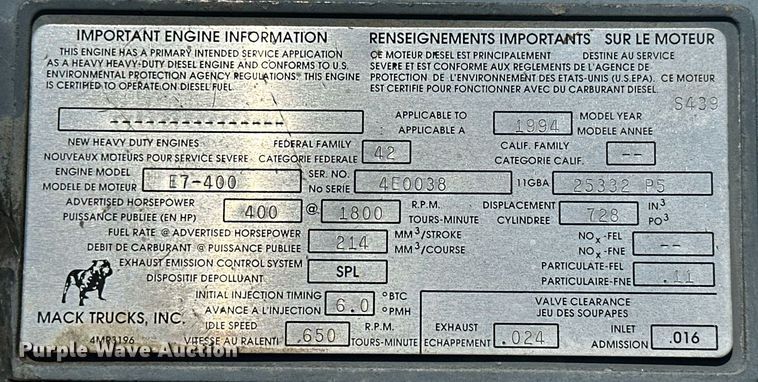 IMPORTANT ENGINE INFORMATION
THIS ENGINE HAS A PRIMARY INTENDED SERVICE APPLICATION
AS A HEAVY HEAVY-DUTY DIESEL ENGINE AND CONFORMS TO U.S.
ENVIRONMENTAL PROTECTION AGENCY REGULATIONS. THIS ENGINE
IS CERTIFIED TO OPERATE ON DIESEL FUEL.
RENSEIGNEMENTS IMPORTANTS SUR LE MOTEUR
CE MOTEUR DIESEL EST PRINCIPALEMENT DESTINE AU SERVICE
SEVERE ET EST CONFORME AUX REGLEMENTS DE L'AGENCE DE
PROTECTION DE L'ENVIRONNEMENT DES ETATS-UNIS (U.S.EPA). CE MOTEUR
EST CERTIFIE POUR FONCTIONNER AVEC DU CARBURANT DIESEL.
S439
---------------
APPLICABLE TO 1994 MODEL YEAR
APPLICABLE A MODELE ANNEE
NEW HEAVY DUTY ENGINES FEDERAL FAMILY 42 CALIF. FAMILY --
NOUVEAUX MOTEURS POUR SERVICE SEVERE CATEGORIE FEDERALE CATEGORIE CALIF.
ENGINE MODEL E7-400 SER. NO. 4E0038 11GBA 25332 P5
MODELE DE MOTEUR No SERIE
ADVERTISED HORSEPOWER 400 @ 1800 R.P.M. DISPLACEMENT 728 IN³
PUISSANCE PUBLIEE (EN HP) TOURS-MINUTE CYLINDREE PO³
FUEL RATE @ ADVERTISED HORSEPOWER 214 MM³/STROKE NOx-FEL --
DEBIT DE CARBURANT @ PUISSANCE PUBLIEE MM³/COURSE NOx-FNE
EXHAUST EMISSION CONTROL SYSTEM SPL PARTICULATE-FEL .11
DISPOSITIF DEPOLLUANT PARTICULAIRE-FNE
INITIAL INJECTION TIMING 6.0 °BTC
AVANCE A L'INJECTION °PMH
VALVE CLEARANCE
JEU DES SOUPAPES
MACK TRUCKS, INC.
IDLE SPEED .650 R.P.M. EXHAUST .024 INLET .016
VITESSE AU RALENTI TOURS-MINUTE ECHAPPEMENT ADMISSION
4MP3196
Purple Wave Auction